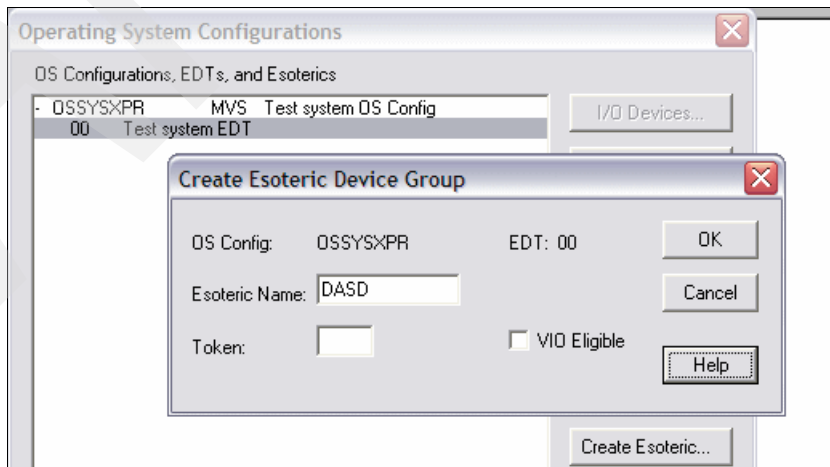 Operating System Configurations
OS Configurations, EDTs, and Esoterics
- OSSYSXPR MVS Test system OS Config
00 Test system EDT
I/O Devices...
Create Esoteric Device Group
OS Config: OSSYSXPR EDT: 00 OK
Esoteric Name: DASD Cancel
Token: VIO Eligible
Help
Create Esoteric...